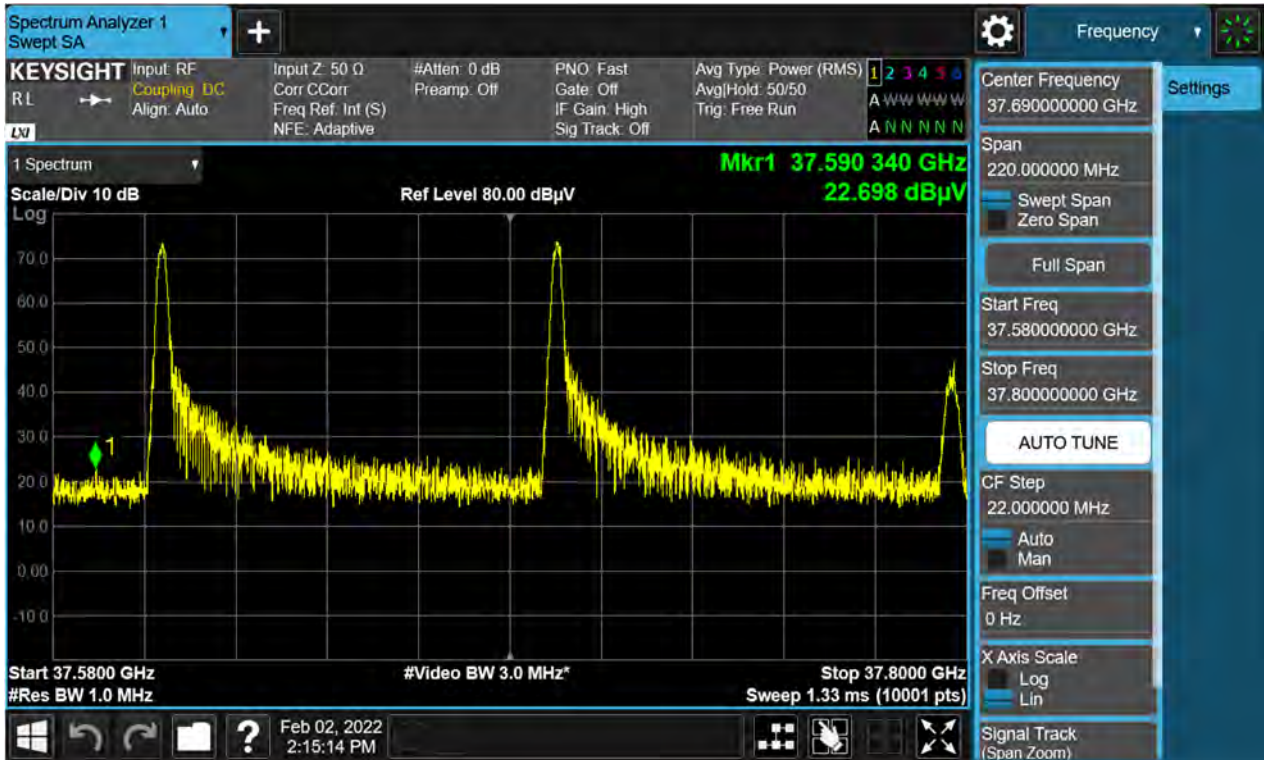 Spectrum Analyzer 1
Swept SA
+
Frequency
KEYSIGHT
RL
LXI
Input: RF
Coupling: DC
Align: Auto
Input Z: 50 Ω
Corr CCorr
Freq Ref: Int (S)
NFE: Adaptive
#Atten: 0 dB
Preamp: Off
PNO: Fast
Gate: Off
IF Gain: High
Sig Track: Off
Avg Type: Power (RMS)
Avg|Hold: 50/50
Trig: Free Run
1 2 3 4 5 6
A W W W W W
A N N N N N
1 Spectrum
Scale/Div 10 dB
Log
Ref Level 80.00 dBµV
Mkr1 37.590 340 GHz
22.698 dBµV
70.0
60.0
50.0
40.0
30.0
20.0
10.0
0.00
-10.0
1
Start 37.5800 GHz
#Res BW 1.0 MHz
#Video BW 3.0 MHz*
Stop 37.8000 GHz
Sweep 1.33 ms (10001 pts)
Center Frequency
37.690000000 GHz
Span
220.000000 MHz
Swept Span
Zero Span
Full Span
Start Freq
37.580000000 GHz
Stop Freq
37.800000000 GHz
AUTO TUNE
CF Step
22.000000 MHz
Auto
Man
Freq Offset
0 Hz
X Axis Scale
Log
Lin
Signal Track
(Span Zoom)
Settings
?
Feb 02, 2022
2:15:14 PM